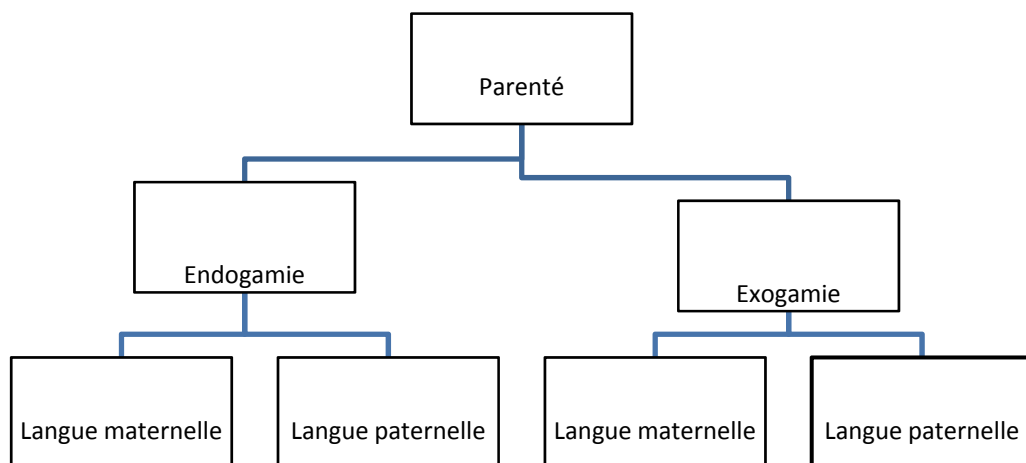 Parenté
Endogamie
Exogamie
Langue maternelle
Langue paternelle
Langue maternelle
Langue paternelle